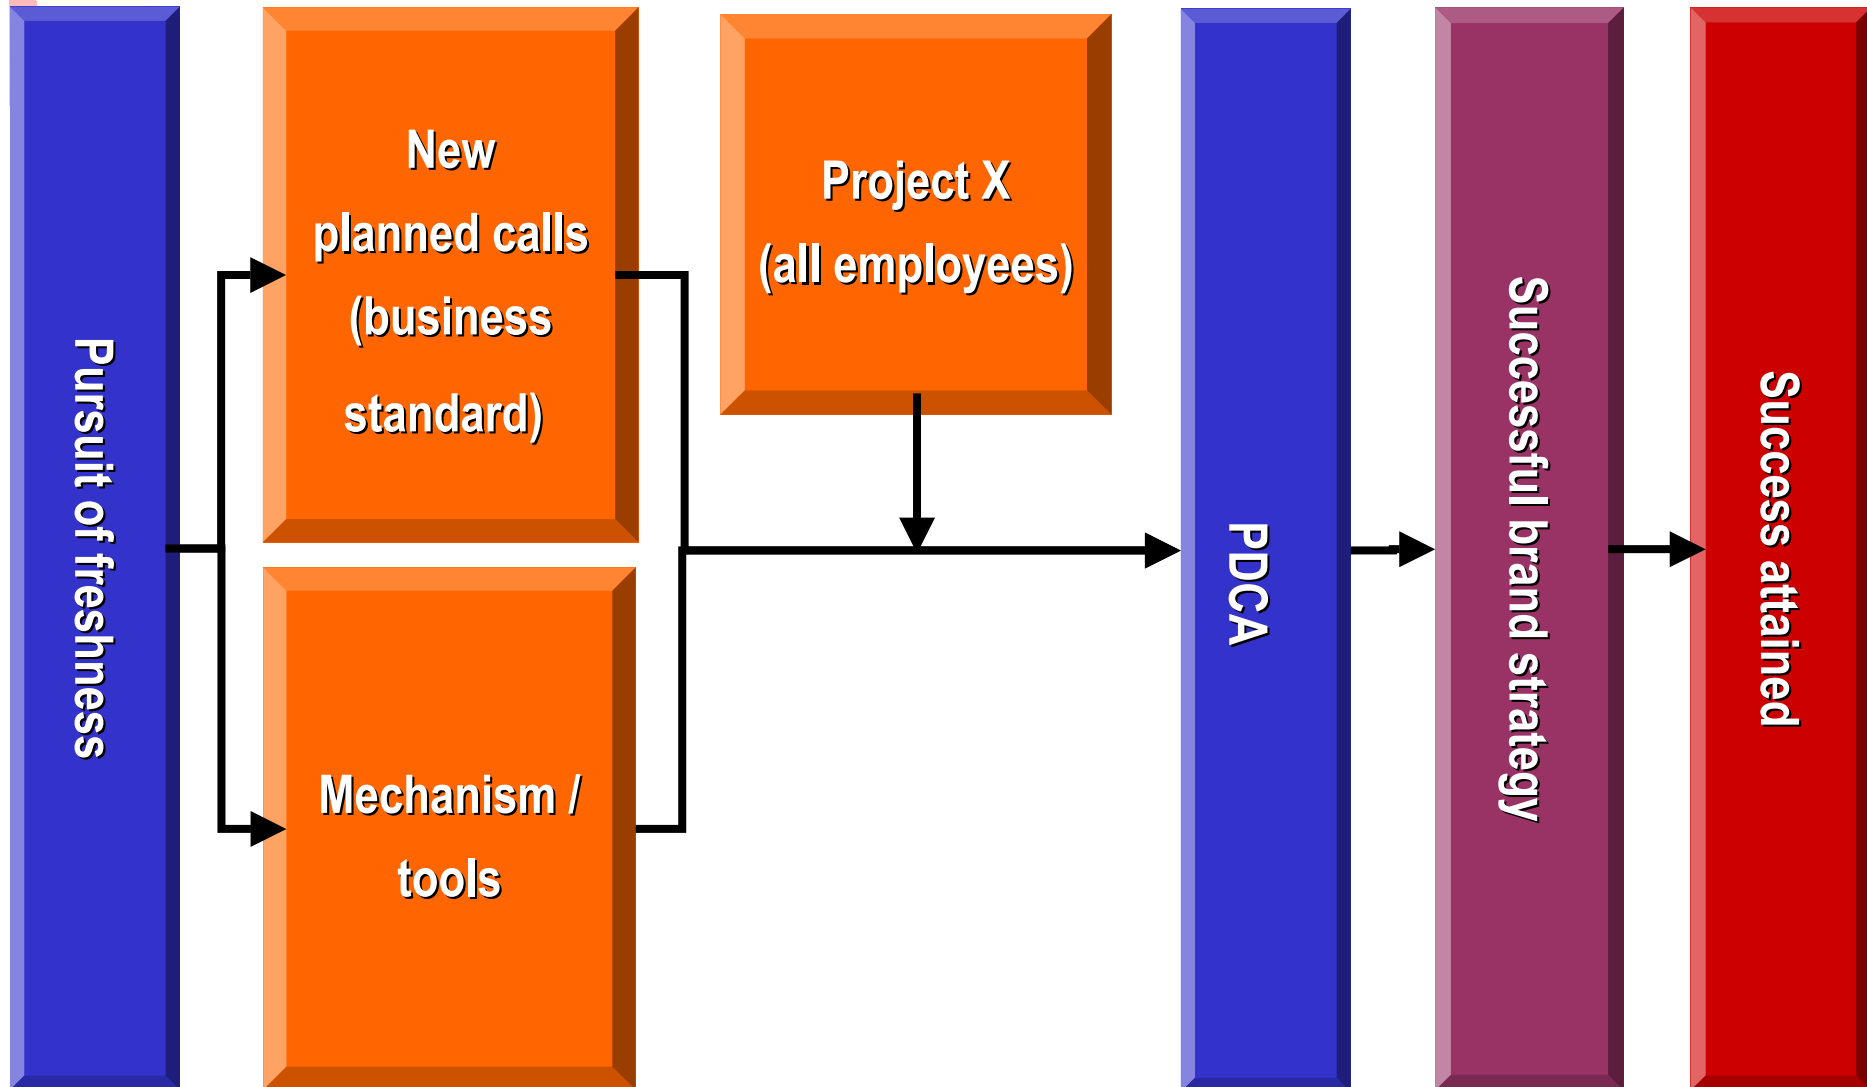 Pursuit of freshness
New
planned calls
(business
standard)
Mechanism /
tools
Project X
(all employees)
PDCA
Successful brand strategy
Success attained